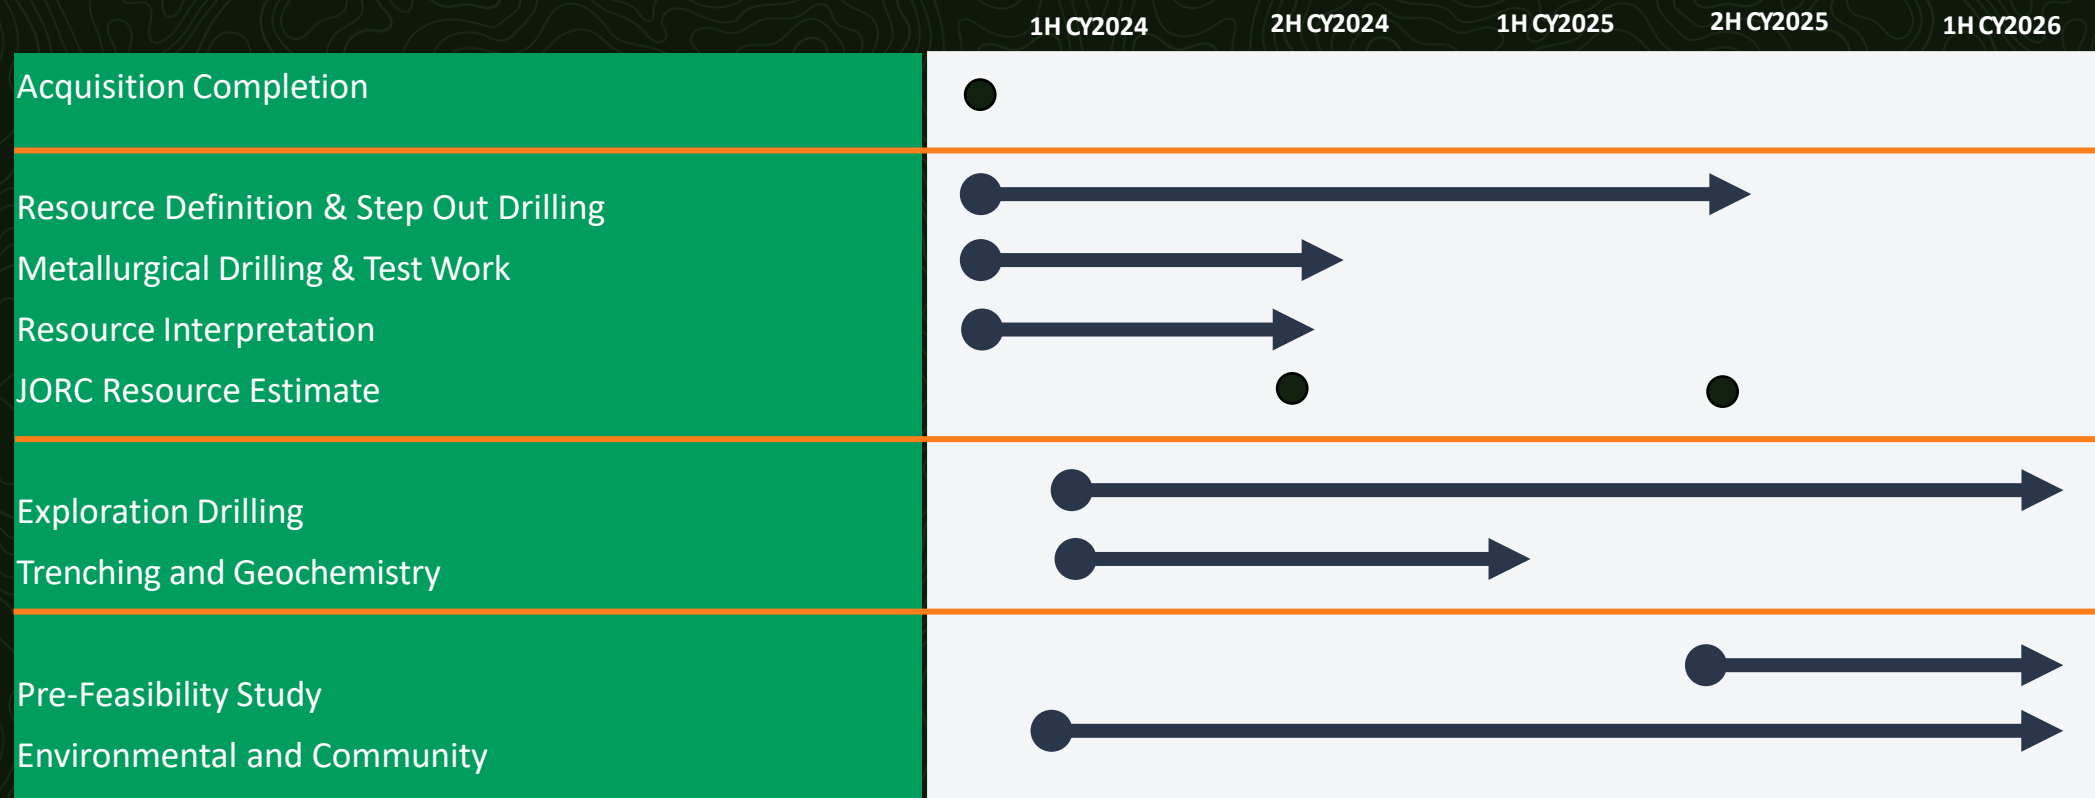 1H CY2024 2H CY2024 1H CY2025 2H CY2025 1H CY2026
Acquisition Completion
Resource Definition & Step Out Drilling
Metallurgical Drilling & Test Work
Resource Interpretation
JORC Resource Estimate
Exploration Drilling
Trenching and Geochemistry
Pre-Feasibility Study
Environmental and Community